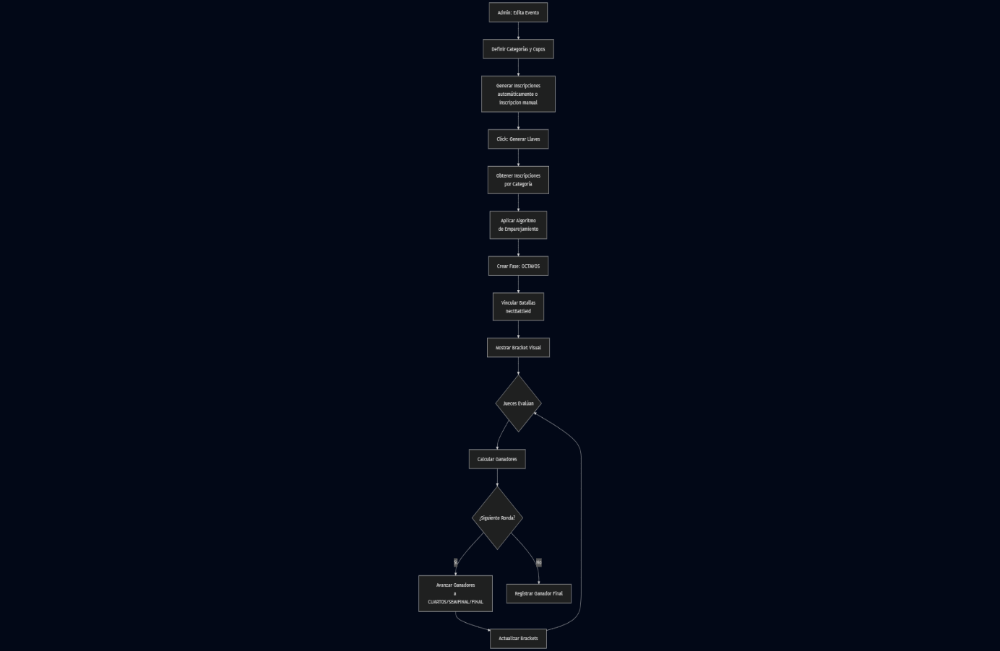 Admin: Edita Evento
Definir Categorías y Cupos
Generar Inscripciones
automáticamente o
inscripcion manual
Click: Generar Llaves
Obtener Inscripciones
por Categoría
Aplicar Algoritmo
de Emparejamiento
Crear Fase: OCTAVOS
Vincular Batallas
nextBattleId
Mostrar Bracket Visual
Jueces Evalúan
Calcular Ganadores
¿Siguiente Ronda?
Sí
No
Avanzar Ganadores
a
CUARTOS/SEMIFINAL/FINAL
Registrar Ganador Final
Actualizar Brackets